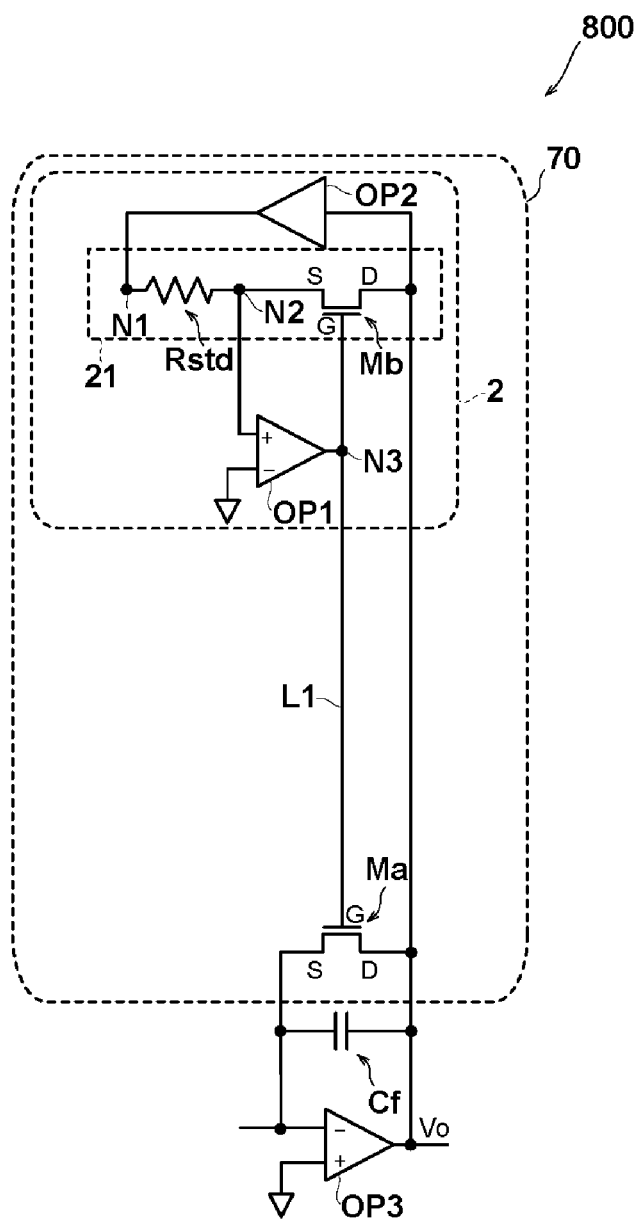 800
70
OP2
S D
N1
N2
G
Rstd
Mb
21
2
+
N3
−
OP1
L1
Ma
G
S D
Cf
−
Vo
+
OP3